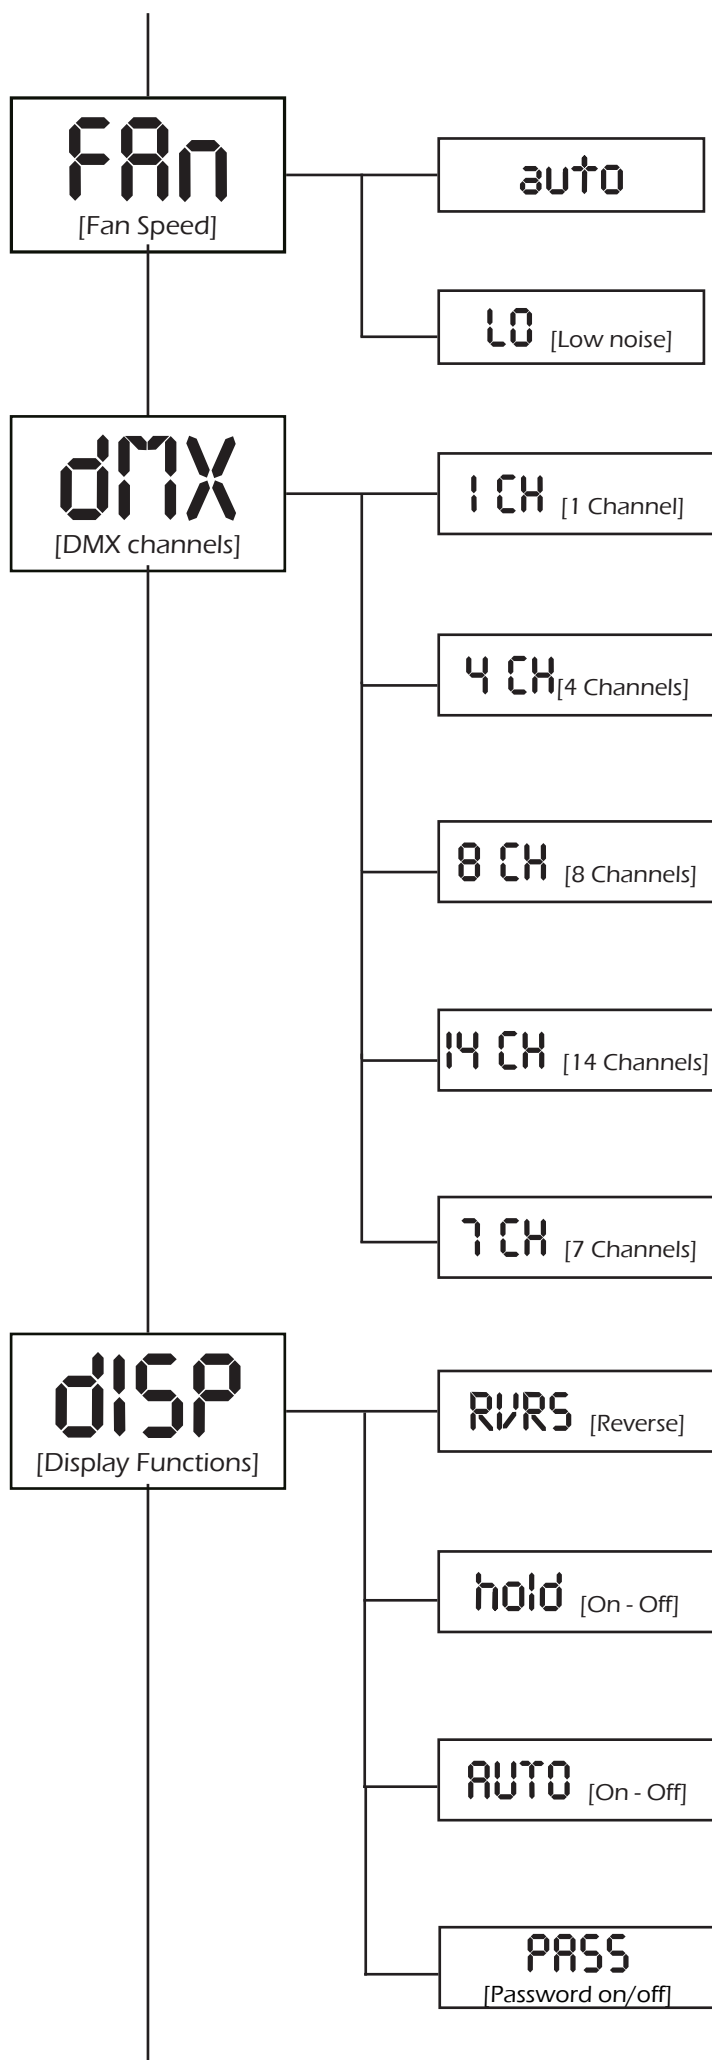 FAn
[Fan Speed]
auto
LO [Low noise]
dMX
[DMX channels]
1 CH [1 Channel]
4 CH [4 Channels]
8 CH [8 Channels]
14 CH [14 Channels]
7 CH [7 Channels]
dISP
[Display Functions]
RVRS [Reverse]
hold [On - Off]
AUTO [On - Off]
PASS
[Password on/off]